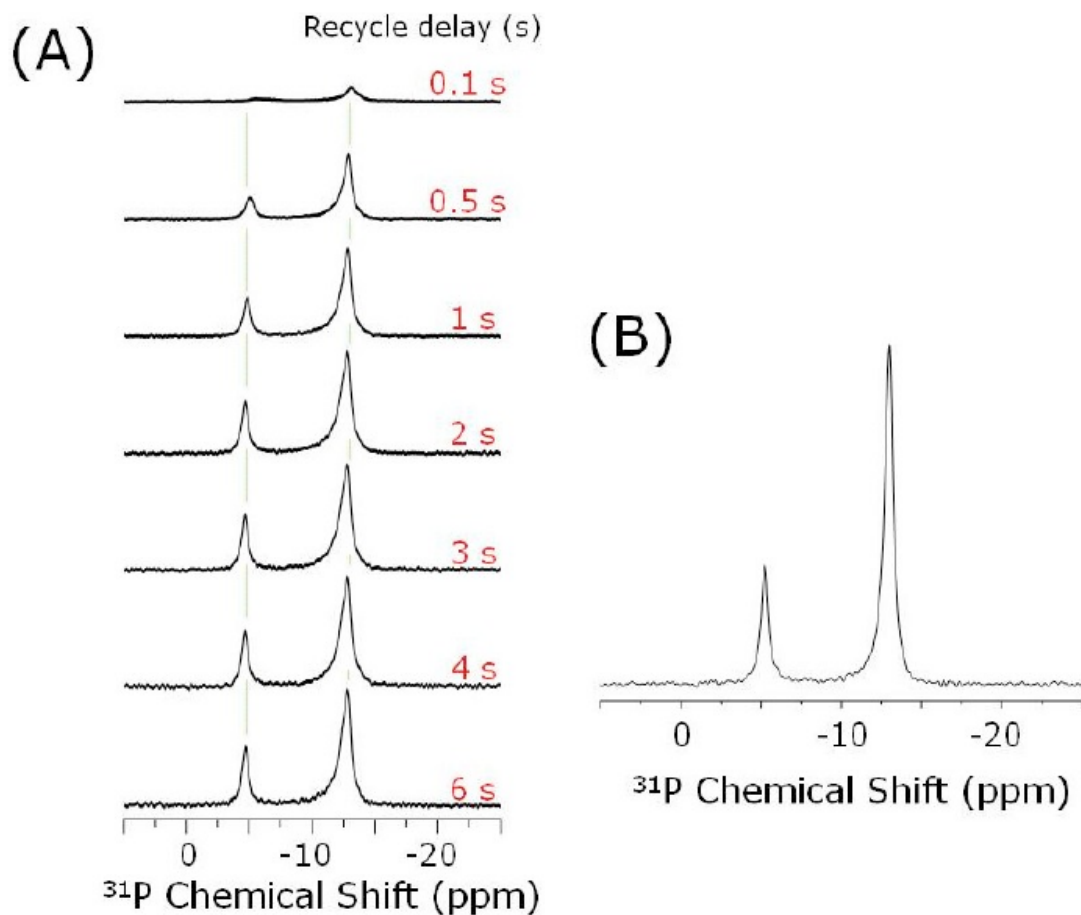 (A)
Recycle delay (s)
0.1 s
0.5 s
1 s
2 s
3 s
4 s
6 s
0 -10 -20
³¹P Chemical Shift (ppm)
(B)
0 -10 -20
³¹P Chemical Shift (ppm)